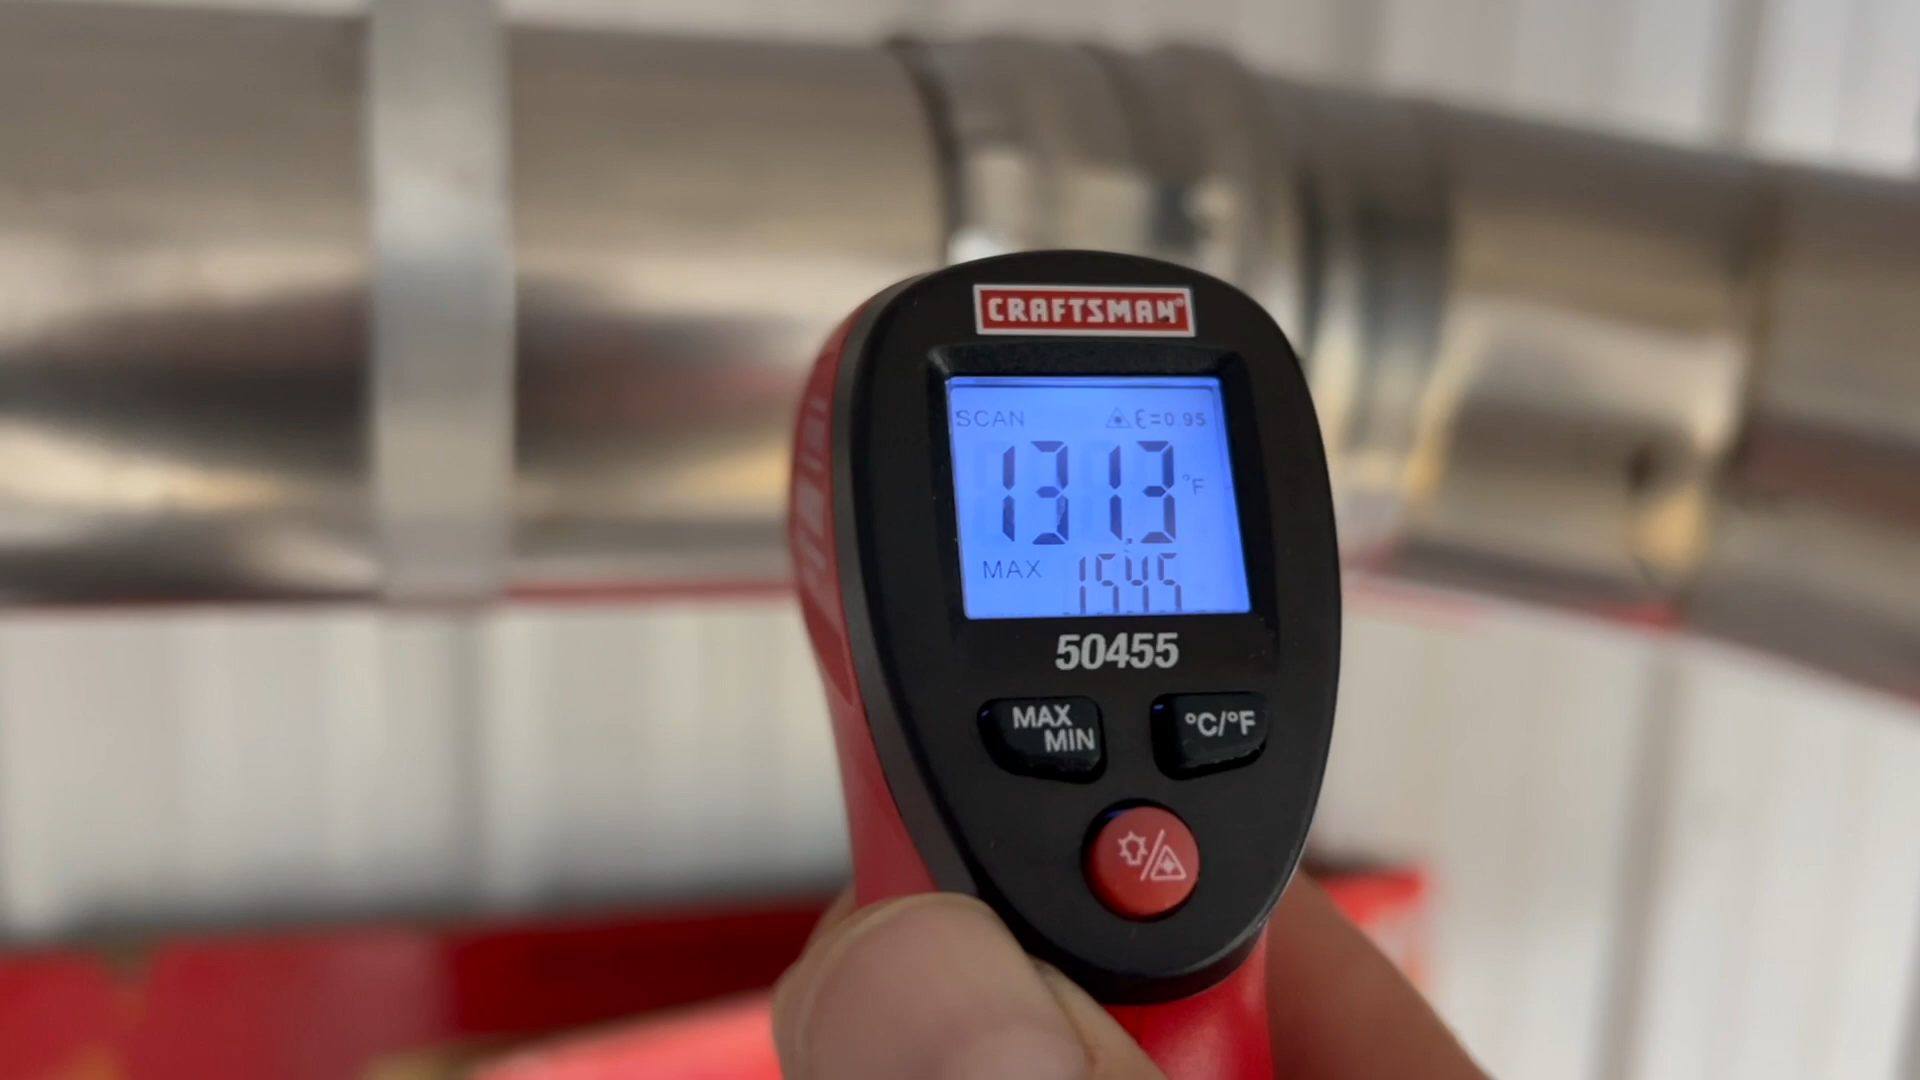 CRAFTSMAN®
SCAN ε=0.95
131.3 °F
MAX 154.5
50455
MAX
MIN
°C/°F